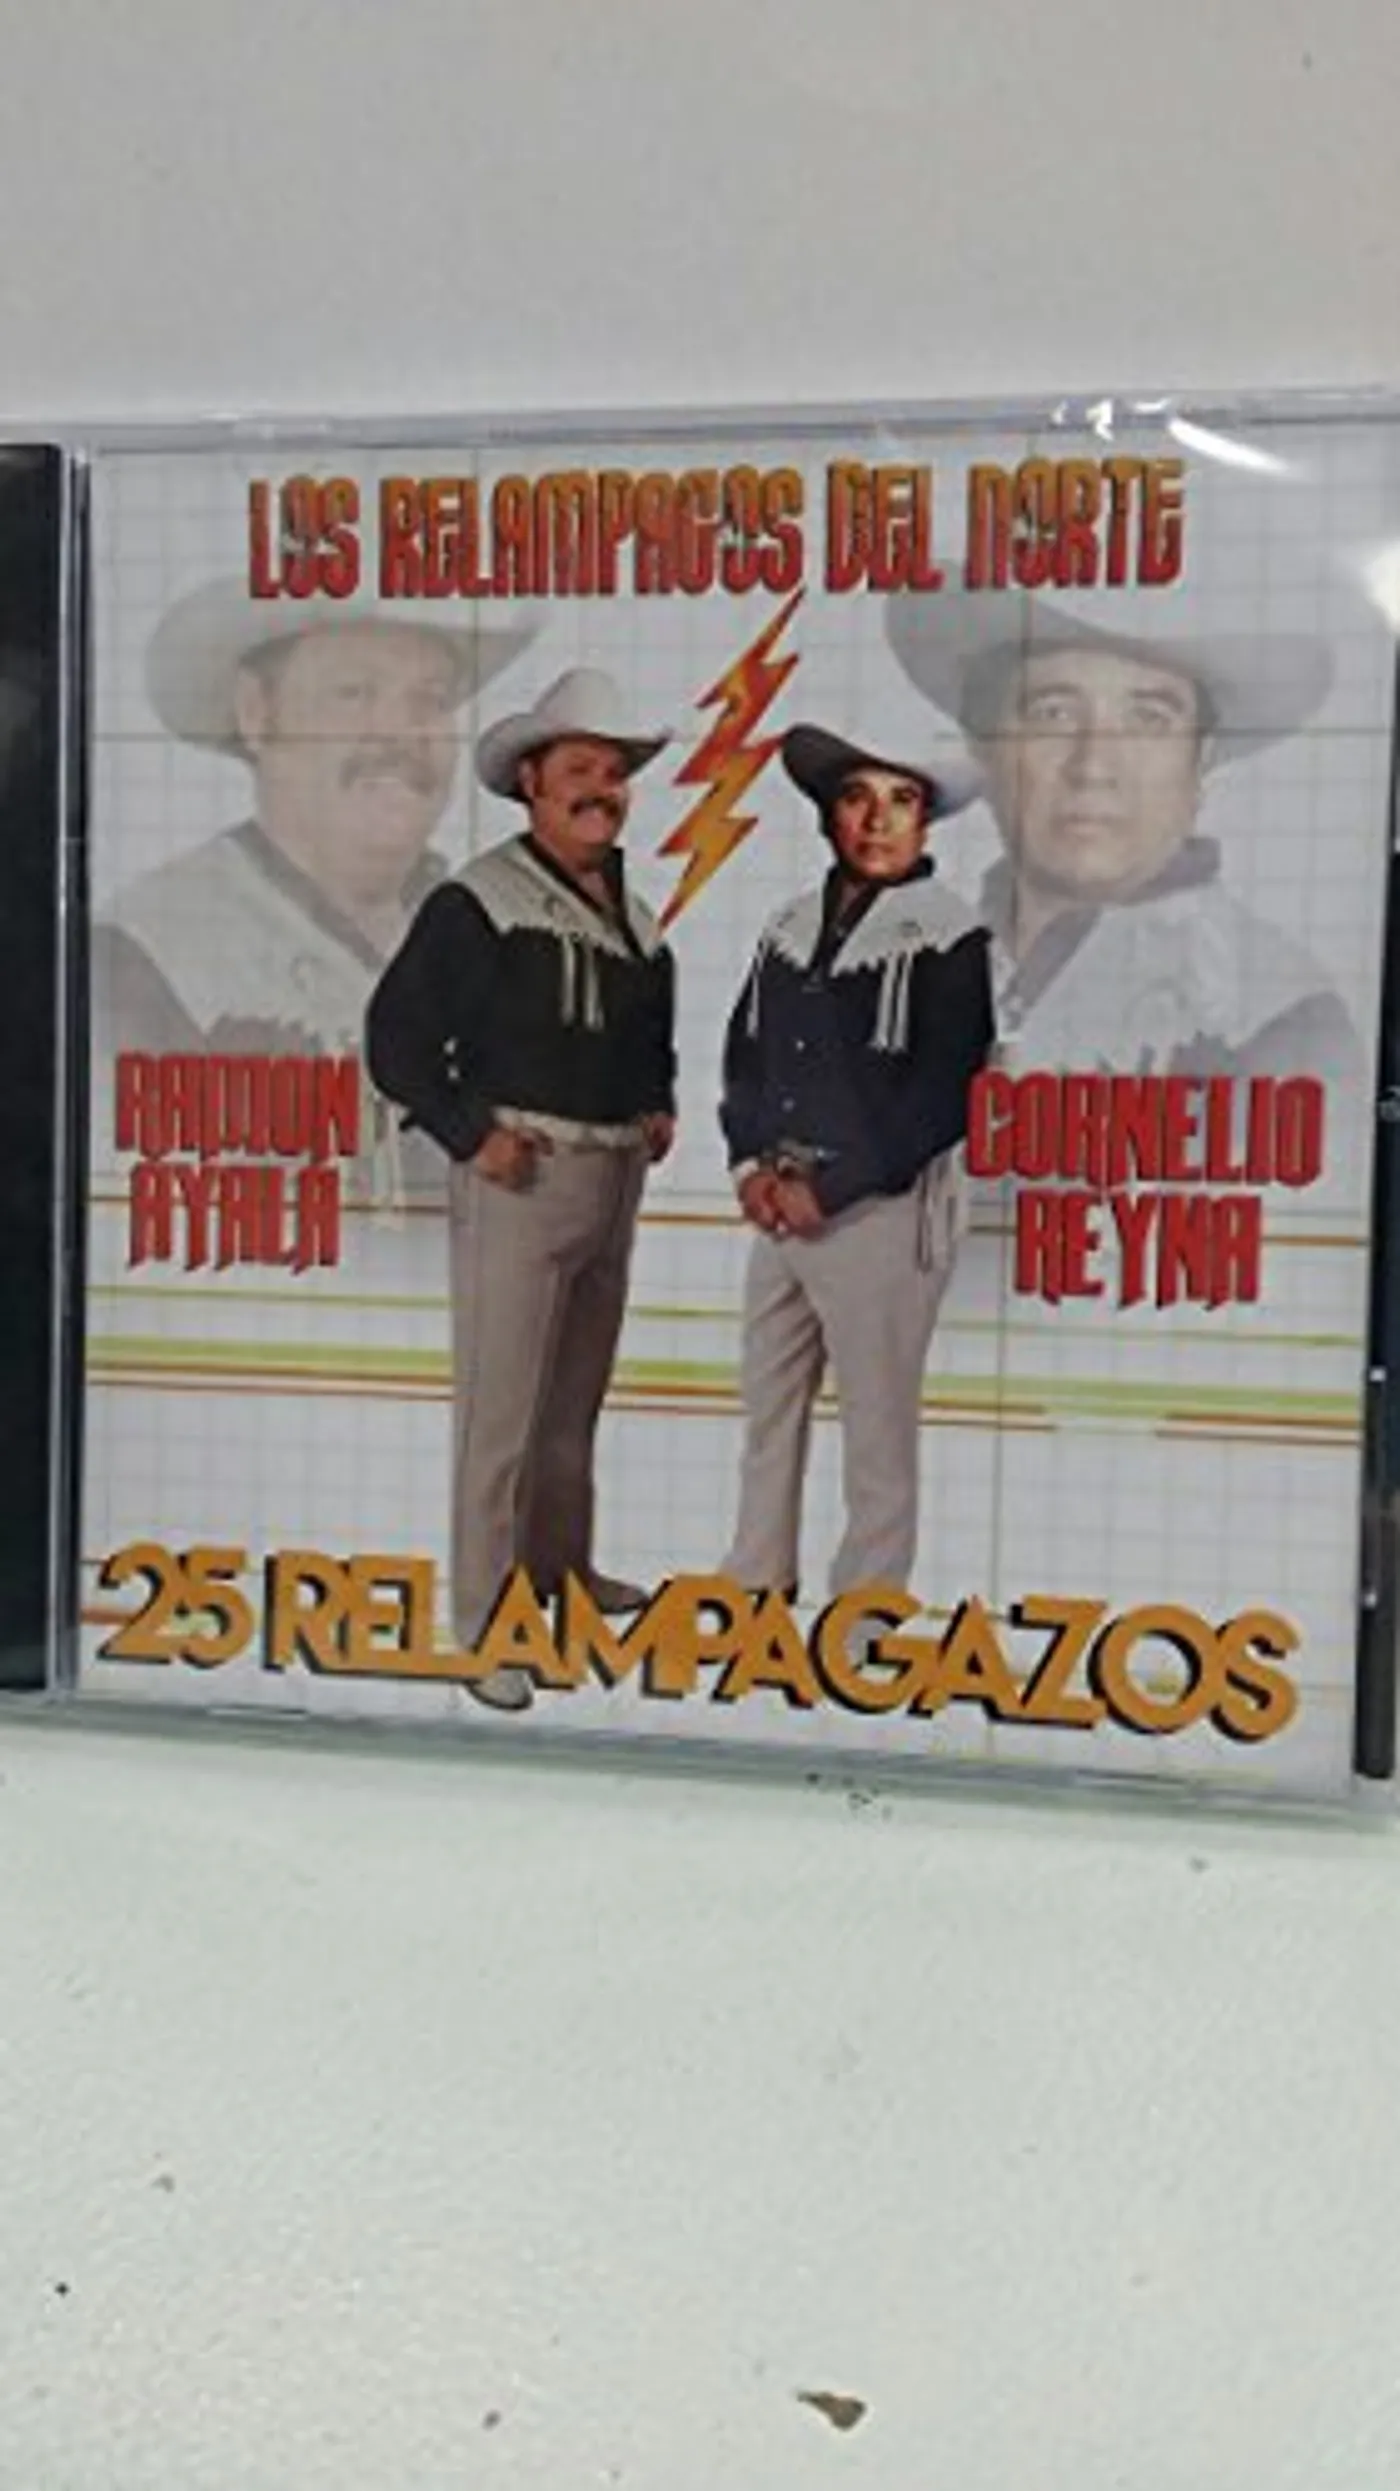 LOS RELAMPAGOS DEL NORTE
RAMON
AYALA
CORNELIO
REYNA
25 RELAMPAGAZOS